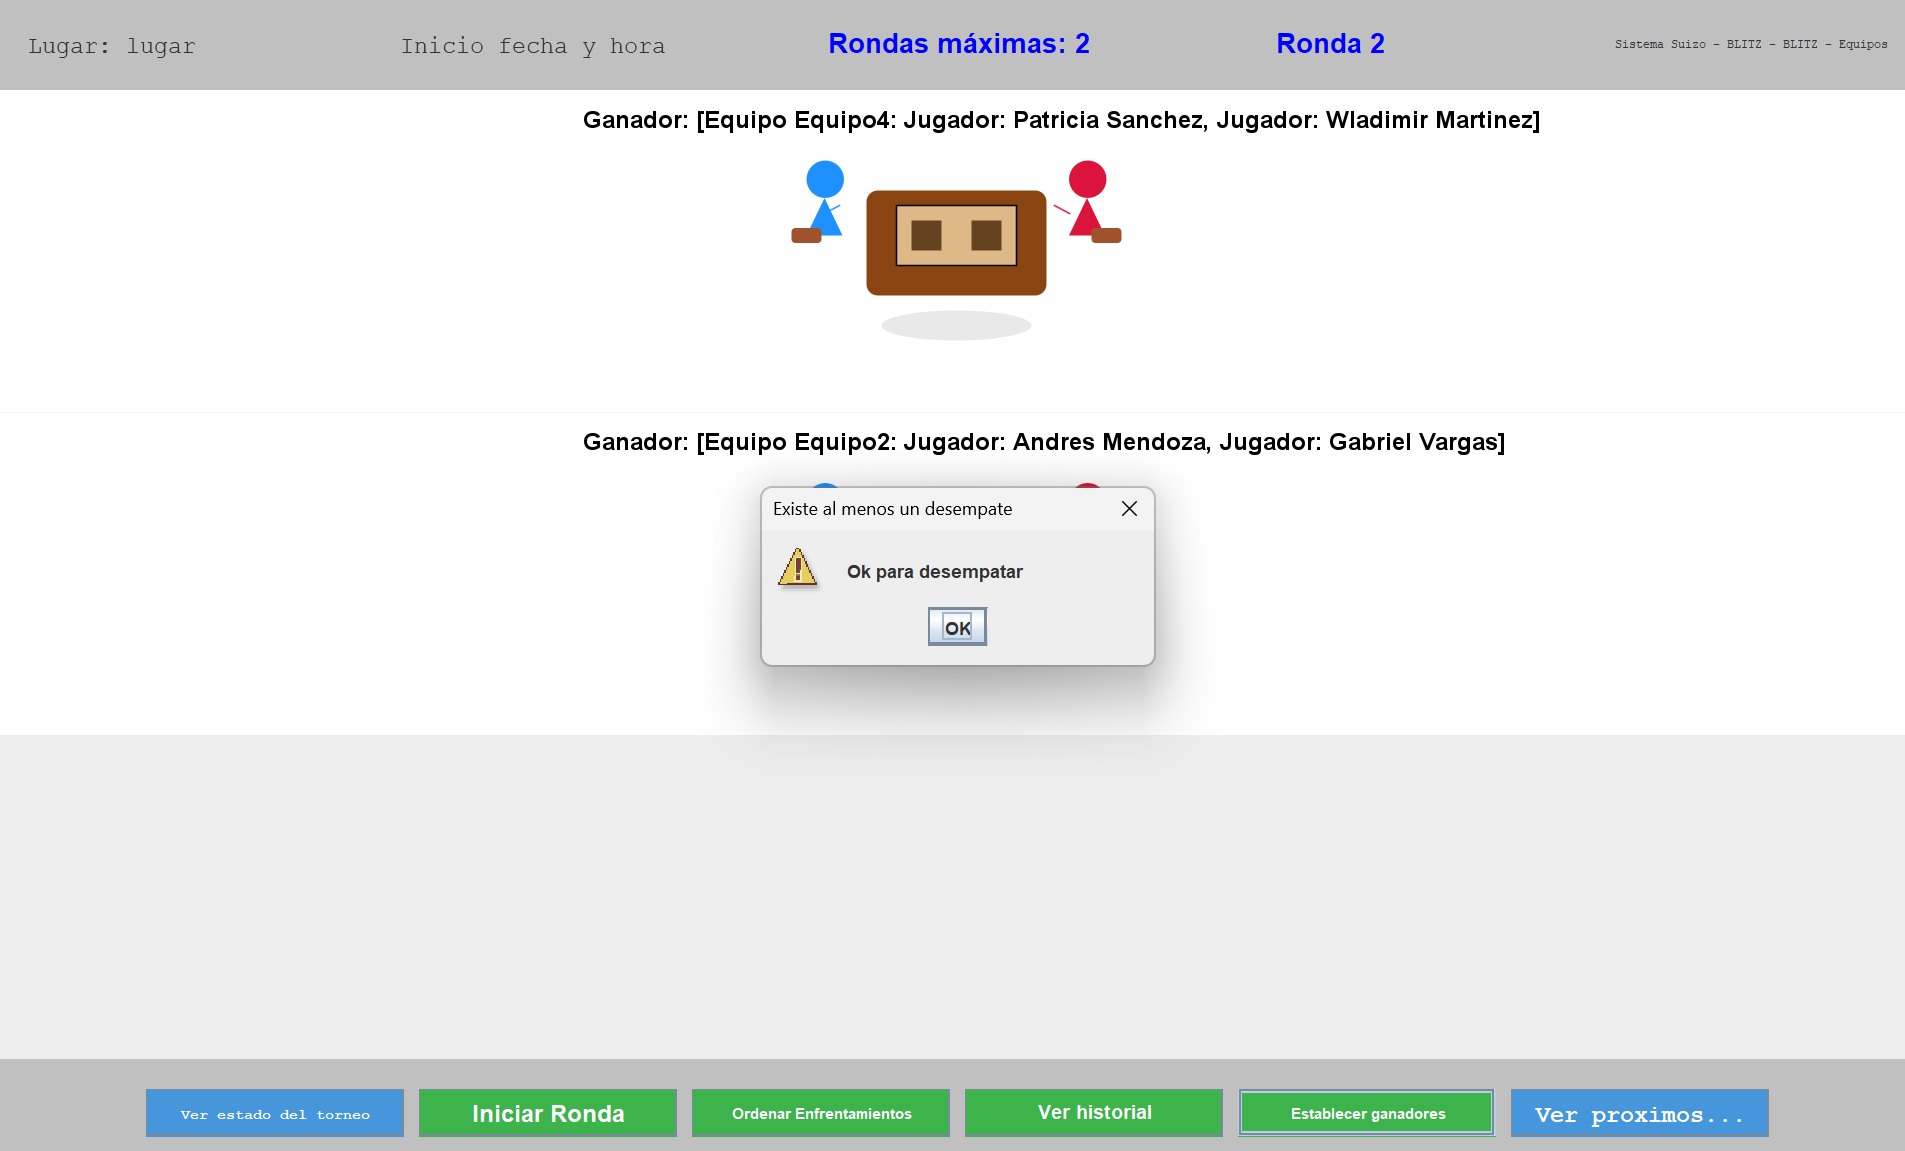 Lugar: lugar
Inicio fecha y hora
Rondas máximas: 2
Ronda 2
Sistema Suizo - BLITZ - BLITZ - Equipos
Ganador: [Equipo Equipo4: Jugador: Patricia Sanchez, Jugador: Wladimir Martinez]
Ganador: [Equipo Equipo2: Jugador: Andres Mendoza, Jugador: Gabriel Vargas]
Existe al menos un desempate
Ok para desempatar
OK
Ver estado del torneo
Iniciar Ronda
Ordenar Enfrentamientos
Ver historial
Establecer ganadores
Ver proximos...